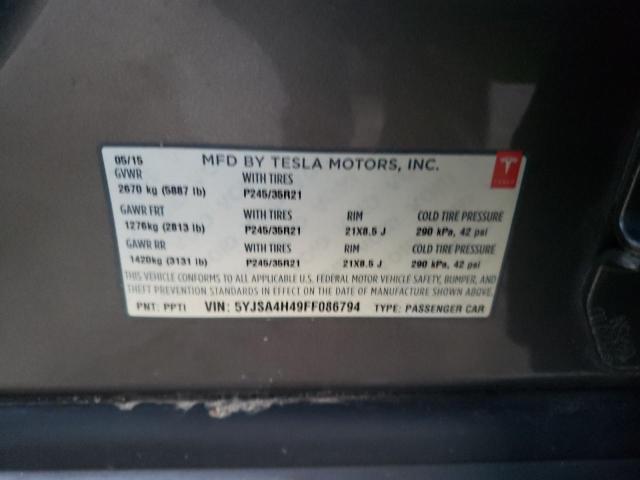 05/15 MFD BY TESLA MOTORS, INC.
GVWR WITH TIRES
2670 kg (5887 lb) P245/35R21
GAWR FRT WITH TIRES RIM COLD TIRE PRESSURE
1276kg (2813 lb) P245/35R21 21X8.5 J 290 kPa, 42 psi
GAWR RR WITH TIRES RIM COLD TIRE PRESSURE
1420kg (3131 lb) P245/35R21 21X8.5 J 290 kPa, 42 psi
THIS VEHICLE CONFORMS TO ALL APPLICABLE U.S. FEDERAL MOTOR VEHICLE SAFETY, BUMPER, AND
THEFT PREVENTION STANDARDS IN EFFECT ON THE DATE OF MANUFACTURE SHOWN ABOVE.
PNT: PPTI VIN: 5YJSA4H49FF086794 TYPE: PASSENGER CAR
TESLA